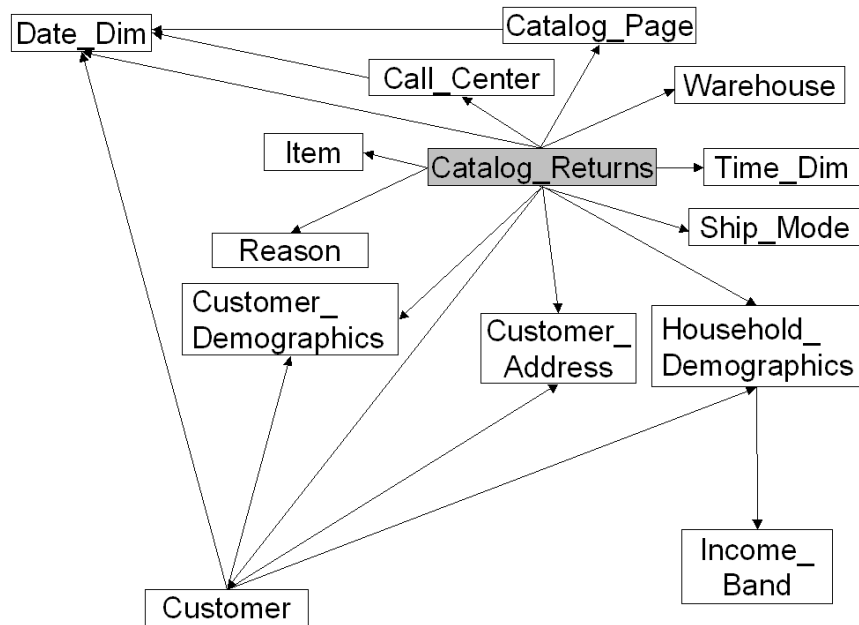 Date_Dim
Catalog_Page
Call_Center
Warehouse
Item
Catalog_Returns
Time_Dim
Ship_Mode
Reason
Customer_
Demographics
Customer_
Address
Household_
Demographics
Income_
Band
Customer